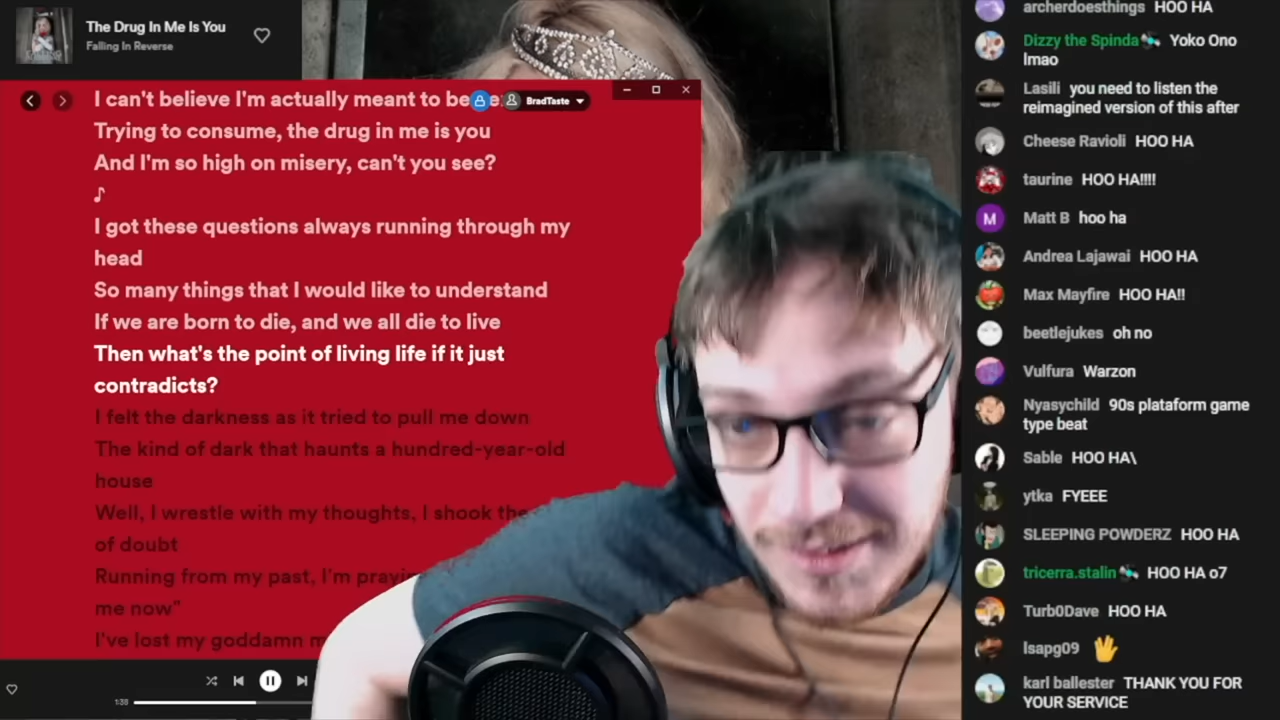 The Drug In Me Is You
Falling In Reverse
I can't believe I'm actually meant to be
BradTaste
Trying to consume, the drug in me is you
And I'm so high on misery, can't you see?
♪
I got these questions always running through my
head
So many things that I would like to understand
If we are born to die, and we all die to live
Then what's the point of living life if it just
contradicts?
I felt the darkness as it tried to pull me down
The kind of dark that haunts a hundred-year-old
house
Well, I wrestle with my thoughts, I shook the
of doubt
Running from my past, I'm prayin
me now"
I've lost my goddamn m
1:35
archerdoesthings HOO HA
Dizzy the Spinda Yoko Ono
lmao
Lasili you need to listen the
reimagined version of this after
Cheese Ravioli HOO HA
taurine HOO HA!!!!
M Matt B hoo ha
Andrea Lajawai HOO HA
Max Mayfire HOO HA!!
beetlejukes oh no
Vulfura Warzon
Nyasychild 90s plataform game
type beat
Sable HOO HA\
ytka FYEEE
SLEEPING POWDERZ HOO HA
tricerra.stalin HOO HA o7
Turb0Dave HOO HA
lsapg09 🖖
karl ballester THANK YOU FOR
YOUR SERVICE